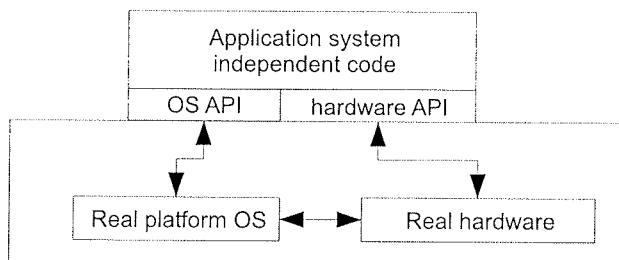 Application system
independent code
OS API
hardware API
Real platform OS
Real hardware